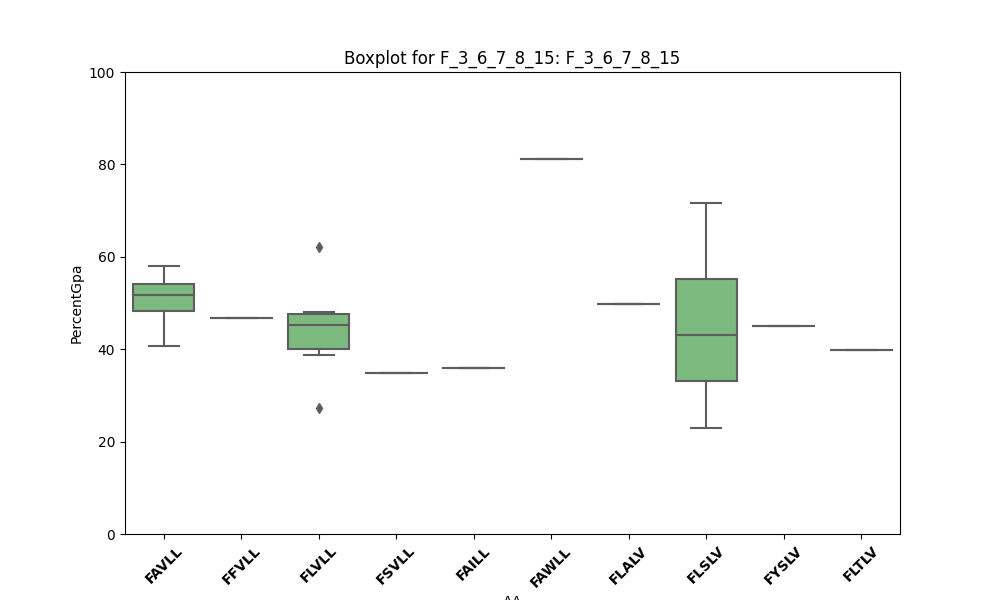 Boxplot for F_3_6_7_8_15: F_3_6_7_8_15
PercentGpa
100
80
60
40
20
0
FAVLL
FFVLL
FLVLL
FSVLL
FAILL
FAWLL
FLALV
FLSLV
FYSLV
FLTLV
AA